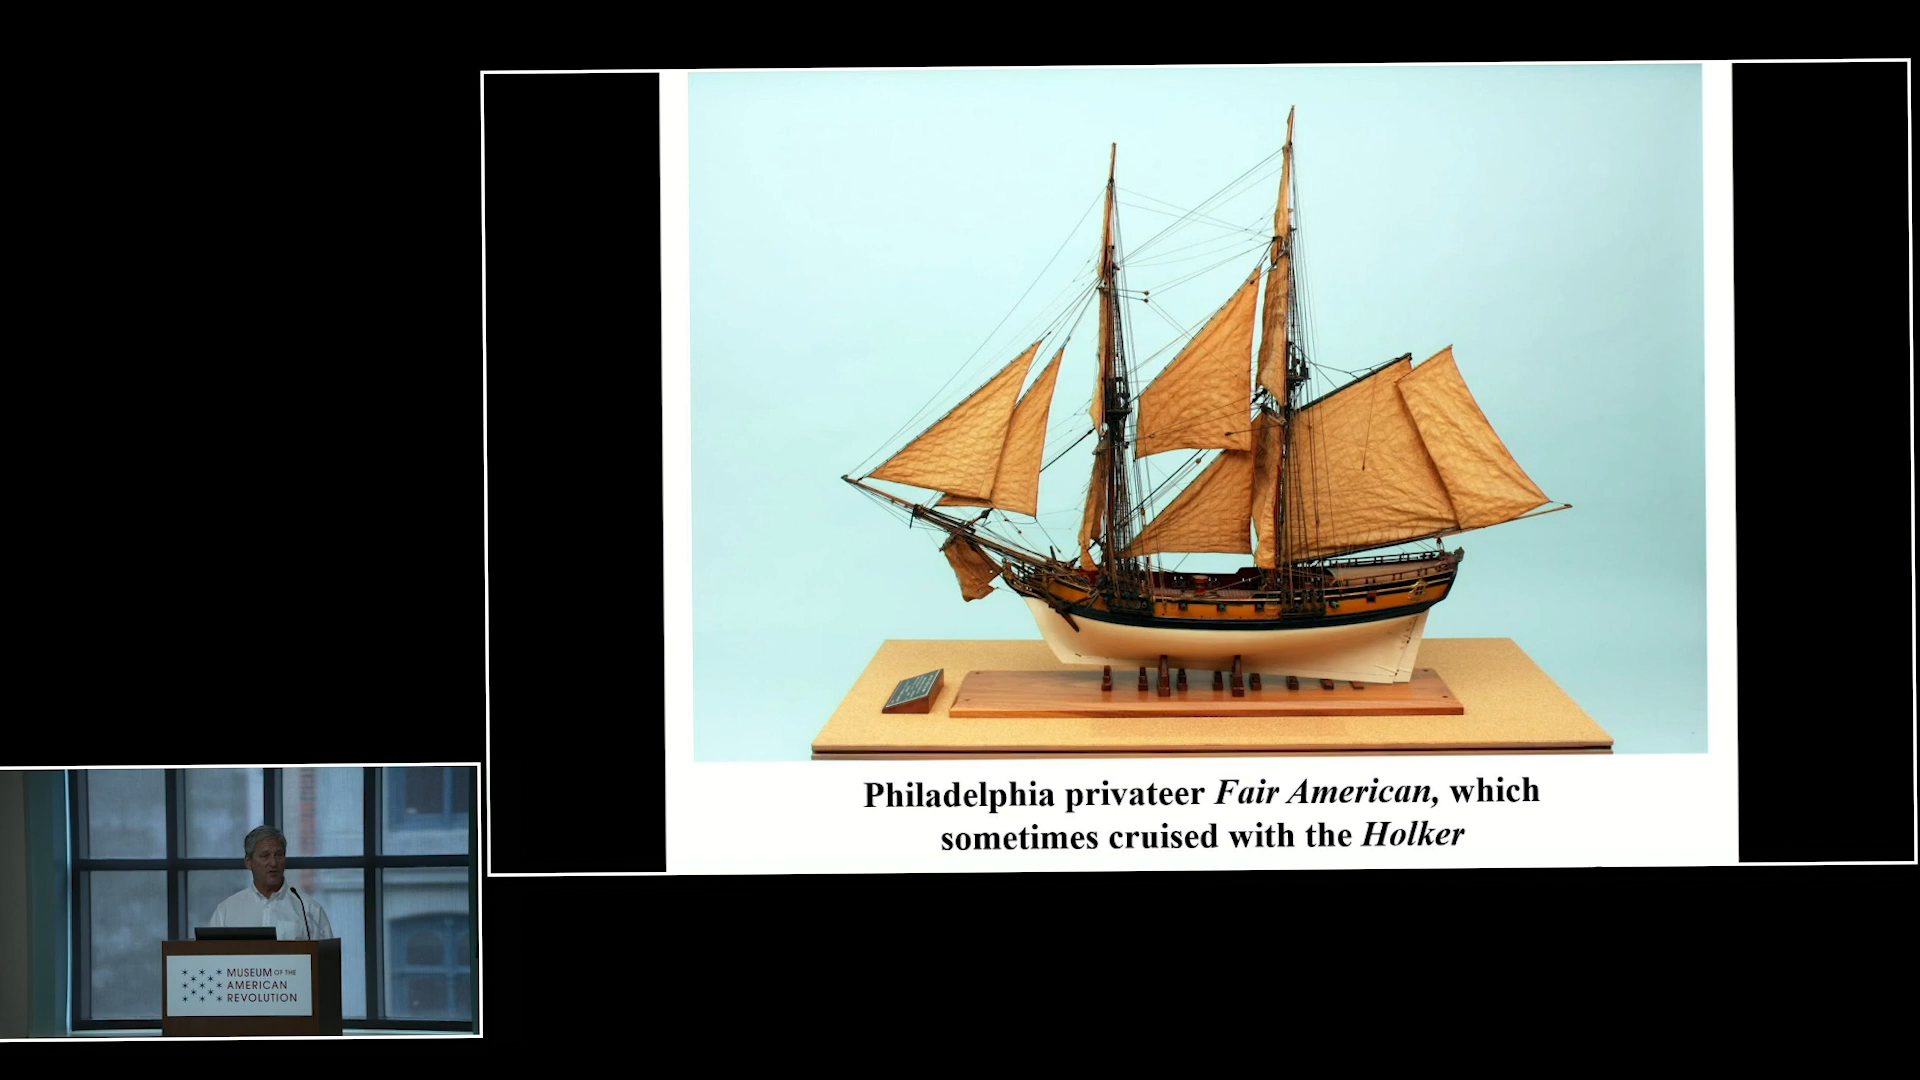 Philadelphia privateer Fair American, which
sometimes cruised with the Holker
MUSEUM OF THE
AMERICAN
REVOLUTION